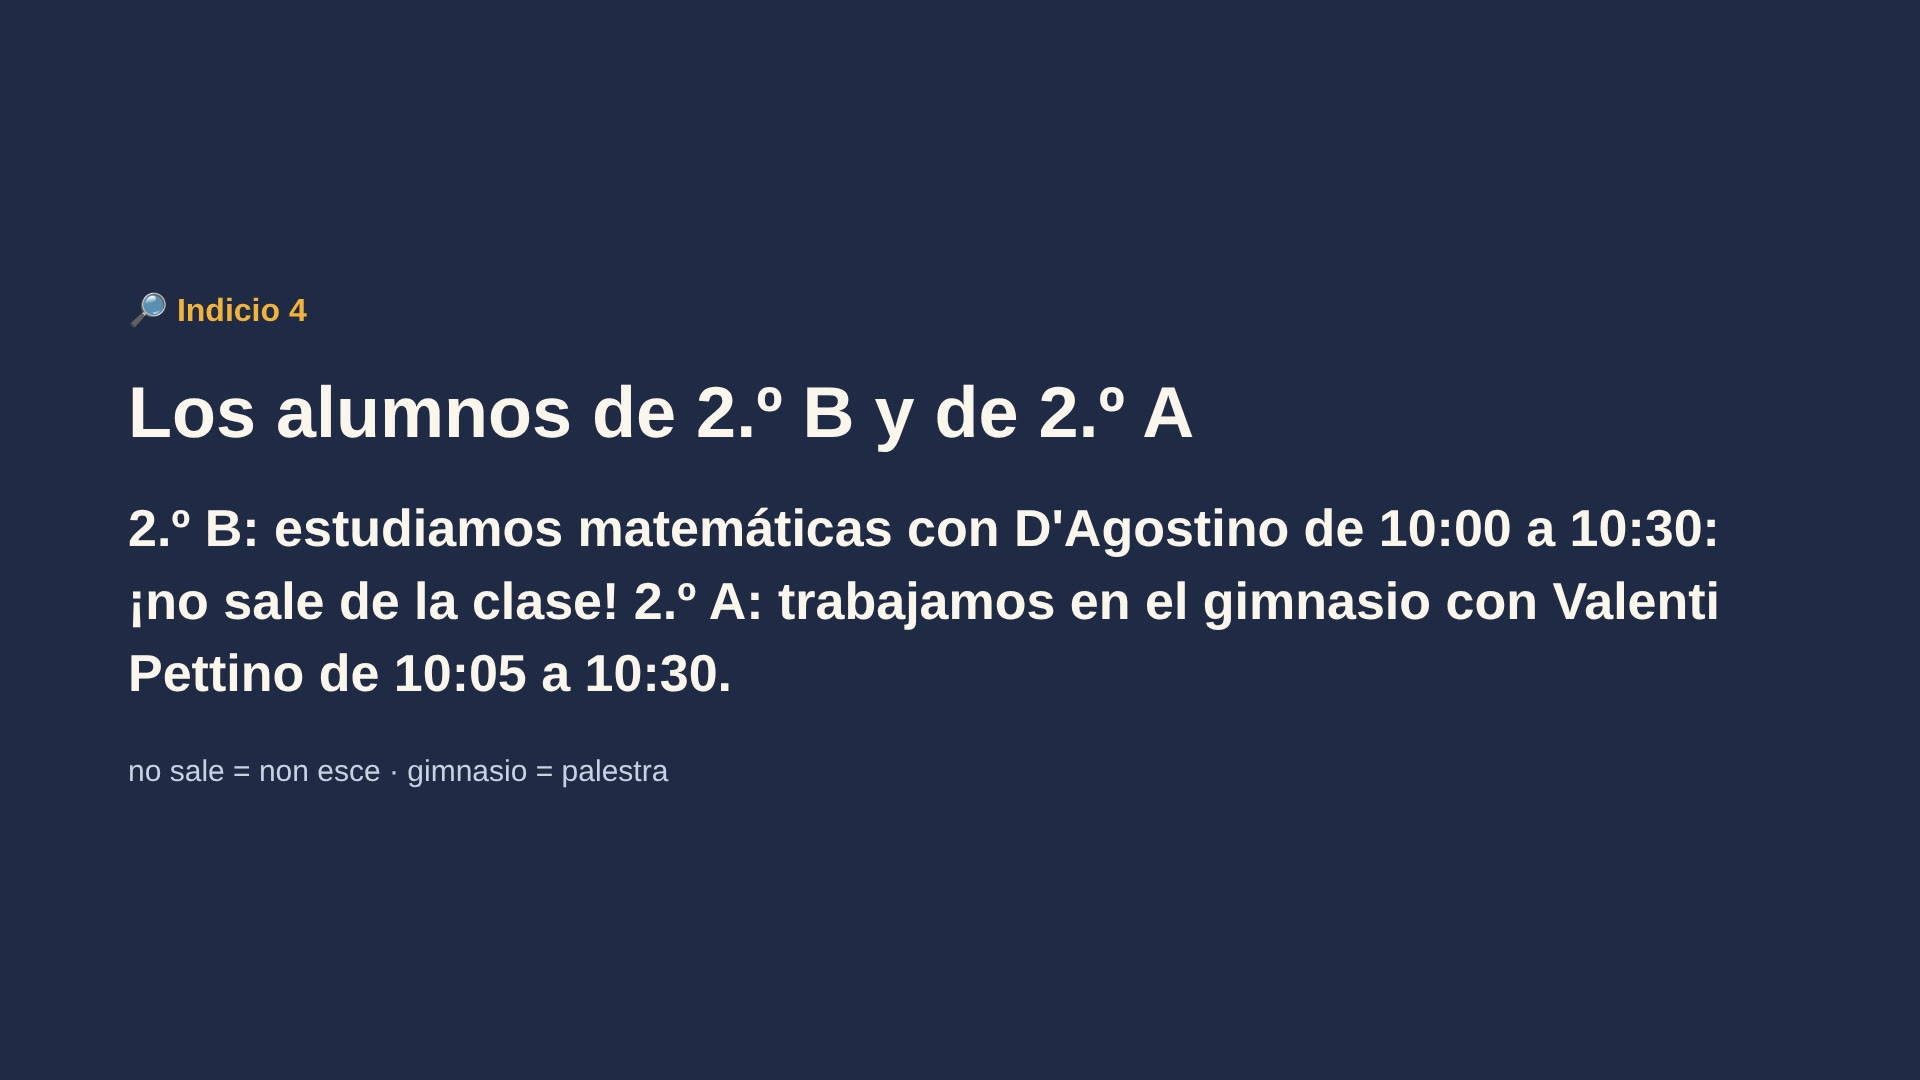 🔎 Indicio 4
Los alumnos de 2.º B y de 2.º A
2.º B: estudiamos matemáticas con D'Agostino de 10:00 a 10:30:
¡no sale de la clase! 2.º A: trabajamos en el gimnasio con Valenti
Pettino de 10:05 a 10:30.
no sale = non esce · gimnasio = palestra